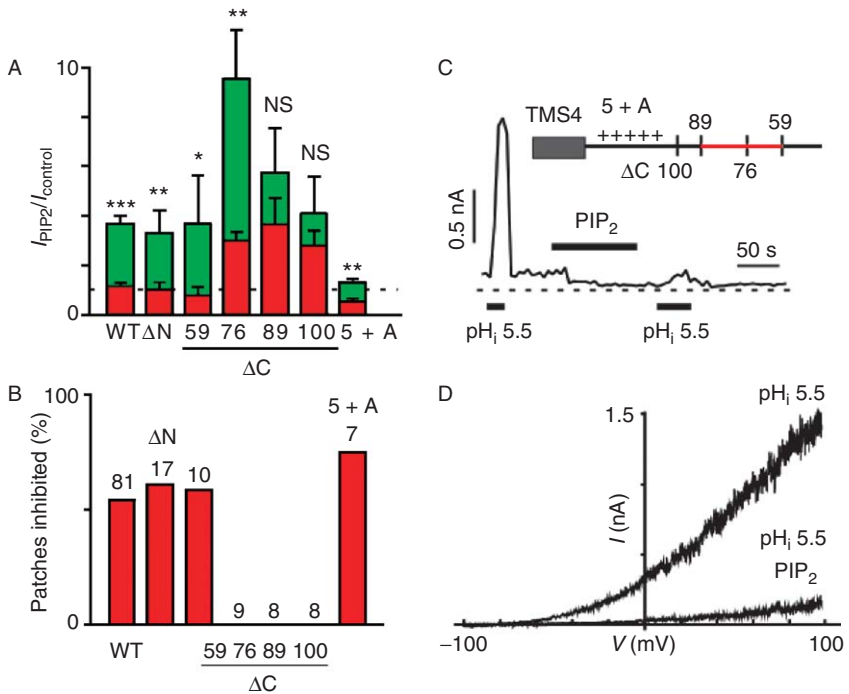 A
I_PIP2/I_control
10
0
**
NS
NS
*
***
**
**
WT ΔN 59 76 89 100 5 + A
ΔC
B
Patches inhibited (%)
100
0
81
ΔN
17
10
9
8
8
5 + A
7
WT
59 76 89 100
ΔC
C
TMS4
5 + A
+++++
89
59
ΔC 100
76
0.5 nA
PIP₂
50 s
pHᵢ 5.5
pHᵢ 5.5
D
1.5
pHᵢ 5.5
I (nA)
pHᵢ 5.5
PIP₂
−100
V (mV)
100